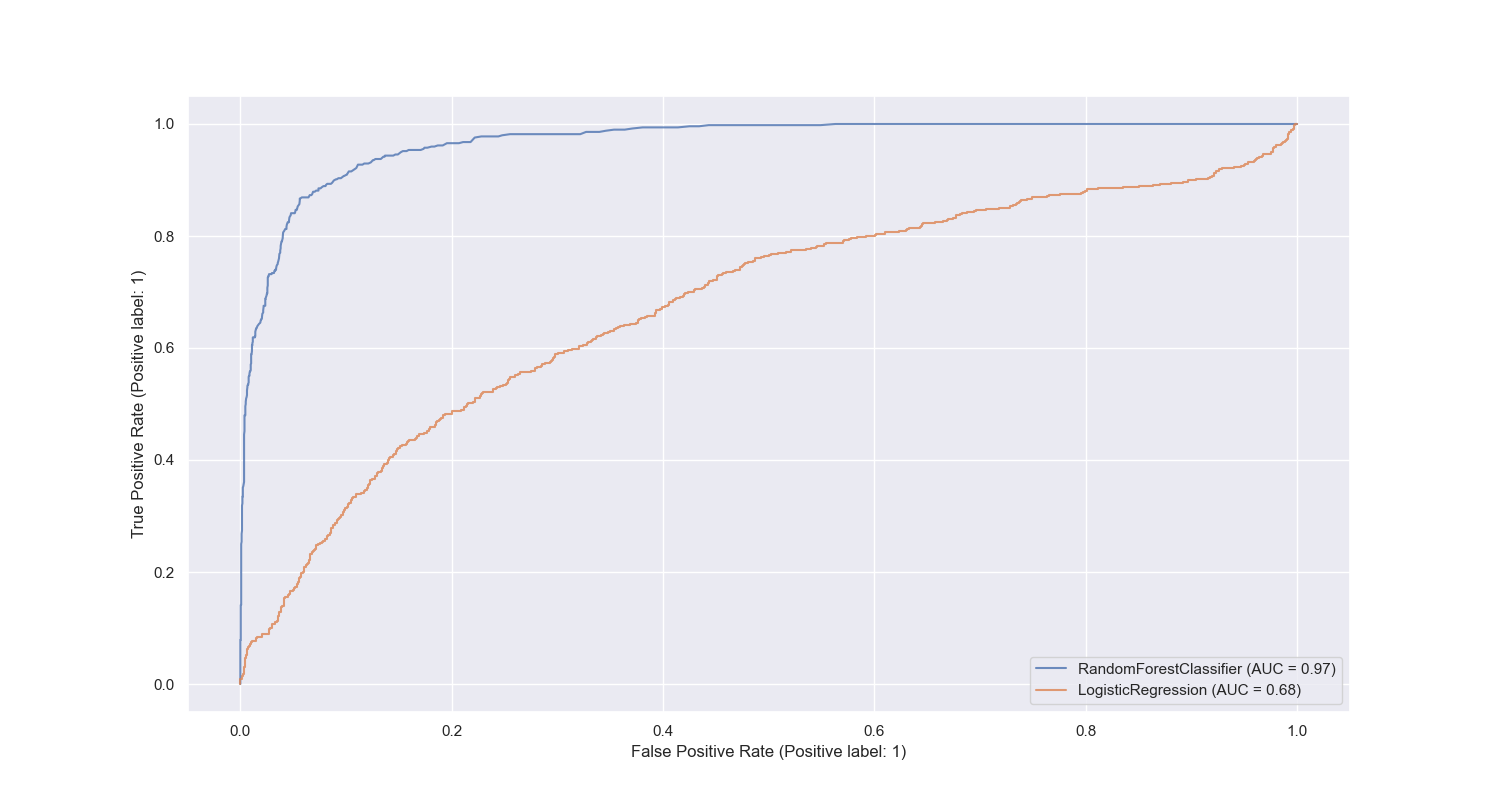 1.0
0.8
0.6
0.4
0.2
0.0
True Positive Rate (Positive label: 1)
RandomForestClassifier (AUC = 0.97)
LogisticRegression (AUC = 0.68)
0.0 0.2 0.4 0.6 0.8 1.0
False Positive Rate (Positive label: 1)